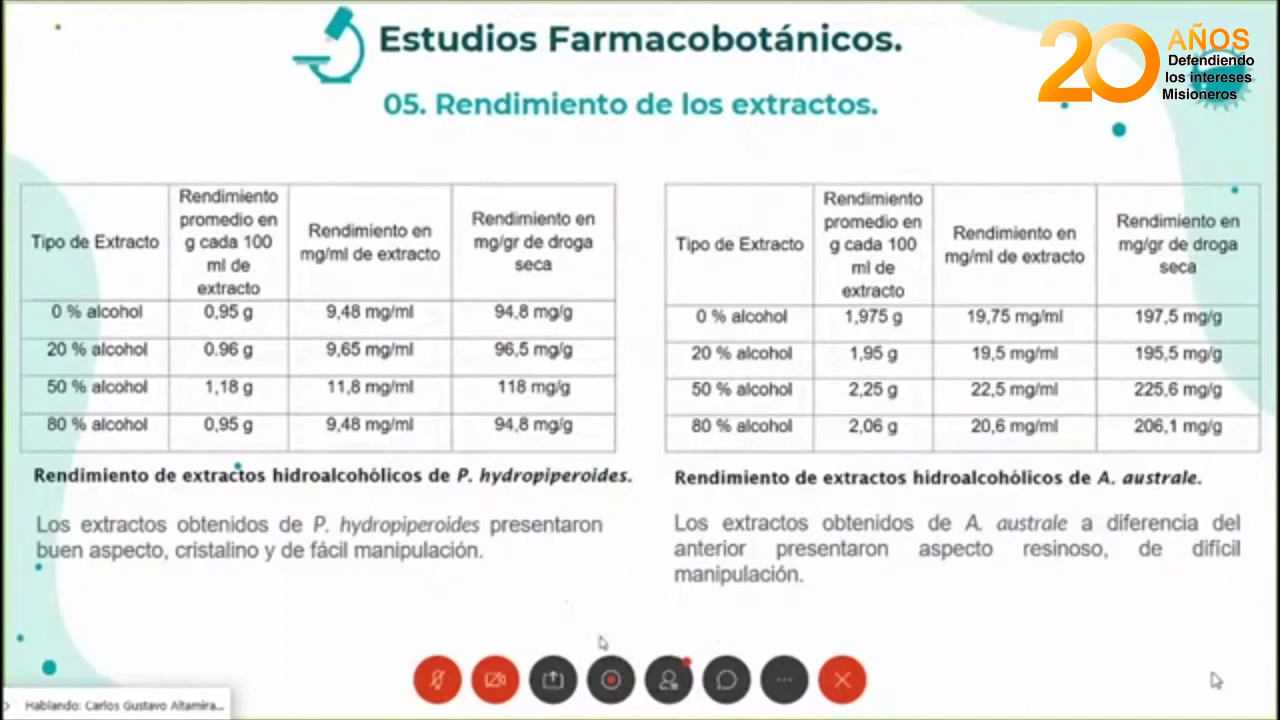 Estudios Farmacobotánicos.
05. Rendimiento de los extractos.
20 AÑOS
Defendiendo
los intereses
Misioneros
Tipo de Extracto
Rendimiento
promedio en
g cada 100
ml de
extracto
Rendimiento en
mg/ml de extracto
Rendimiento en
mg/gr de droga
seca
0 % alcohol 0,95 g 9,48 mg/ml 94,8 mg/g
20 % alcohol 0.96 g 9,65 mg/ml 96,5 mg/g
50 % alcohol 1,18 g 11,8 mg/ml 118 mg/g
80 % alcohol 0,95 g 9,48 mg/ml 94,8 mg/g
Rendimiento de extractos hidroalcohólicos de P. hydropiperoides.
Los extractos obtenidos de P. hydropiperoides presentaron
buen aspecto, cristalino y de fácil manipulación.
Tipo de Extracto
Rendimiento
promedio en
g cada 100
ml de
extracto
Rendimiento en
mg/ml de extracto
Rendimiento en
mg/gr de droga
seca
0 % alcohol 1,975 g 19,75 mg/ml 197,5 mg/g
20 % alcohol 1,95 g 19,5 mg/ml 195,5 mg/g
50 % alcohol 2,25 g 22,5 mg/ml 225,6 mg/g
80 % alcohol 2,06 g 20,6 mg/ml 206,1 mg/g
Rendimiento de extractos hidroalcohólicos de A. australe.
Los extractos obtenidos de A. australe a diferencia del
anterior presentaron aspecto resinoso, de difícil
manipulación.
Hablando: Carlos Gustavo Altamira...